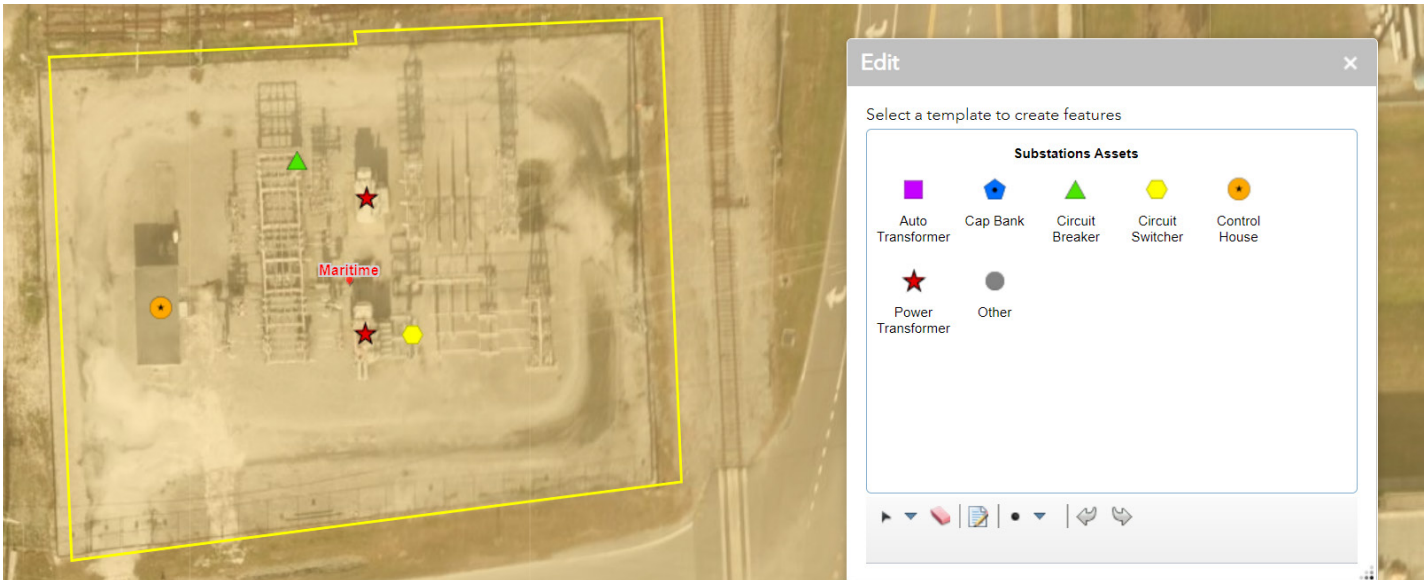 Maritime
Edit
Select a template to create features
Substations Assets
Auto
Transformer
Cap Bank
Circuit
Breaker
Circuit
Switcher
Control
House
Power
Transformer
Other